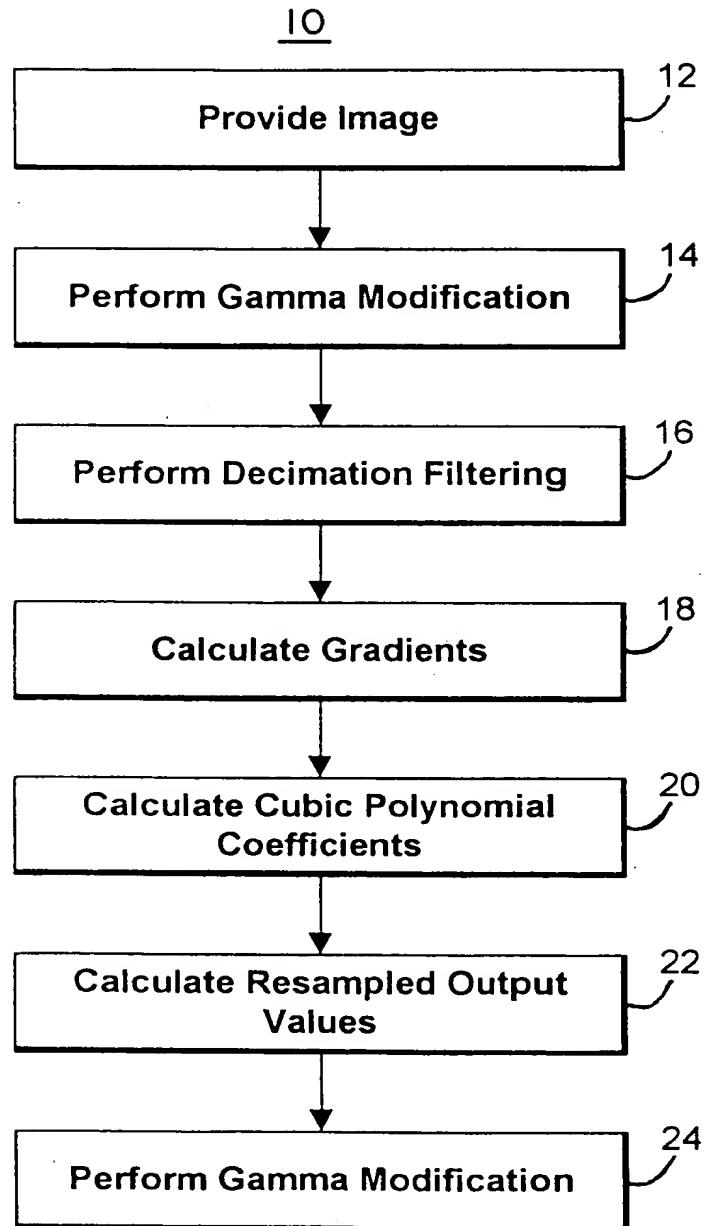 10
12
Provide Image
14
Perform Gamma Modification
16
Perform Decimation Filtering
18
Calculate Gradients
20
Calculate Cubic Polynomial
Coefficients
22
Calculate Resampled Output
Values
24
Perform Gamma Modification